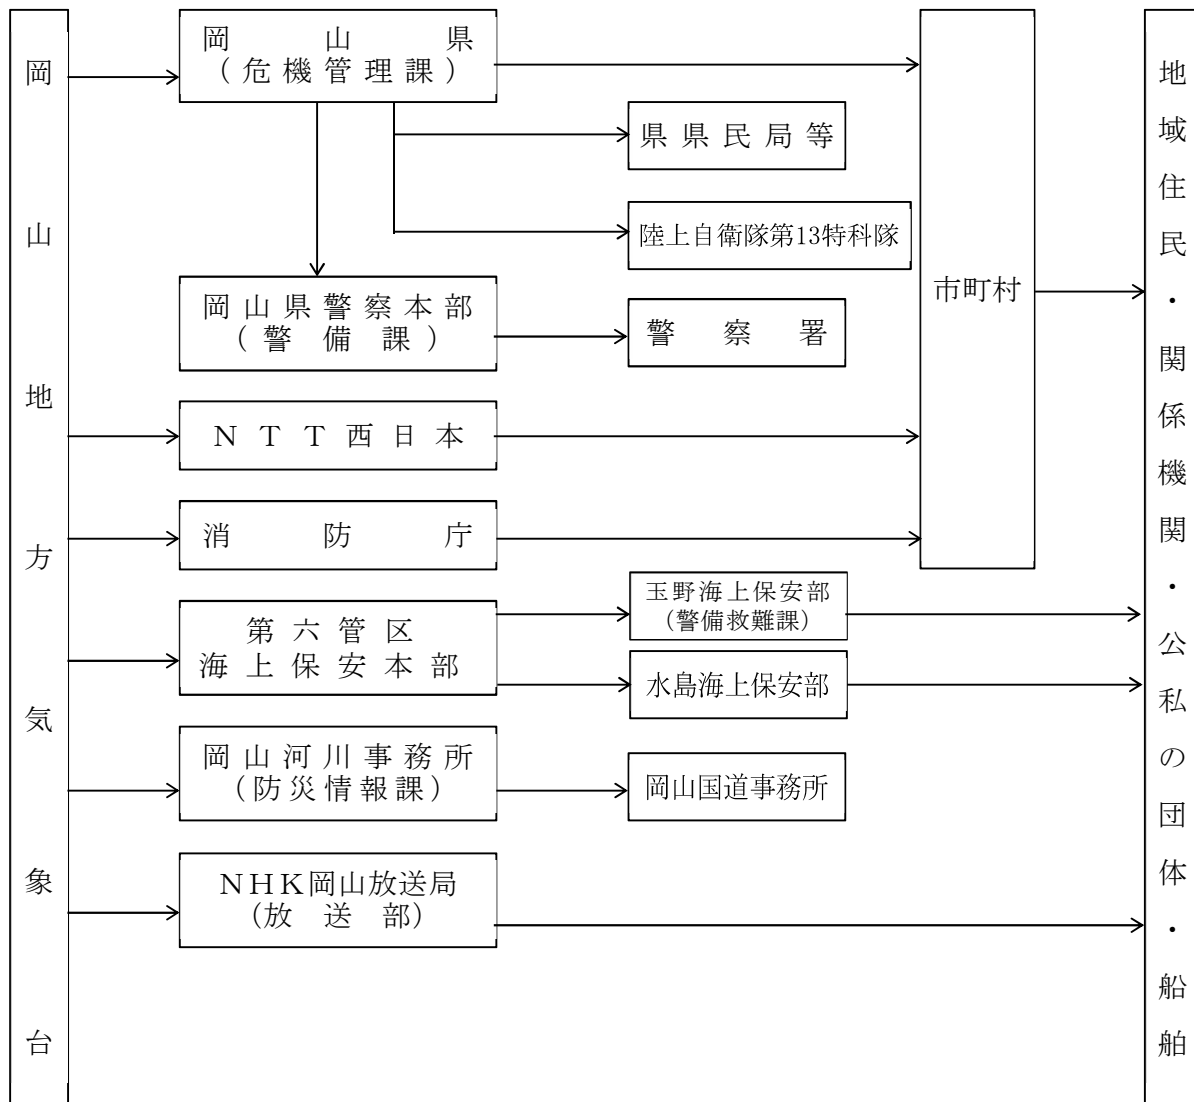 岡山地方気象台
岡山県
（危機管理課）
県県民局等
陸上自衛隊第13特科隊
岡山県警察本部
（警備課）
警察署
NTT西日本
消防庁
市町村
第六管区
海上保安本部
玉野海上保安部
（警備救難課）
水島海上保安部
岡山河川事務所
（防災情報課）
岡山国道事務所
NHK岡山放送局
（放送部）
地域住民・関係機関・公私の団体・船舶